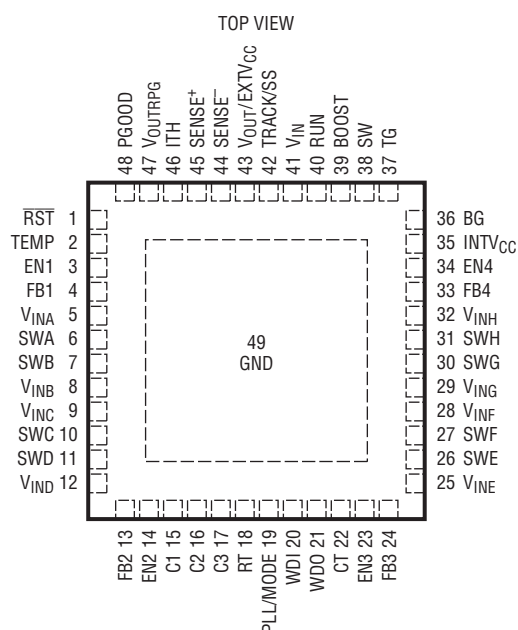 TOP VIEW
48 PGOOD
47 VOUTRPG
46 ITH
45 SENSE+
44 SENSE–
43 VOUT/EXTVCC
42 TRACK/SS
41 VIN
40 RUN
39 BOOST
38 SW
37 TG
RST 1
TEMP 2
EN1 3
FB1 4
VINA 5
SWA 6
SWB 7
VINB 8
VINC 9
SWC 10
SWD 11
VIND 12
49
GND
36 BG
35 INTVCC
34 EN4
33 FB4
32 VINH
31 SWH
30 SWG
29 VING
28 VINF
27 SWF
26 SWE
25 VINE
FB2 13
EN2 14
C1 15
C2 16
C3 17
RT 18
PLL/MODE 19
WDI 20
WDO 21
CT 22
EN3 23
FB3 24